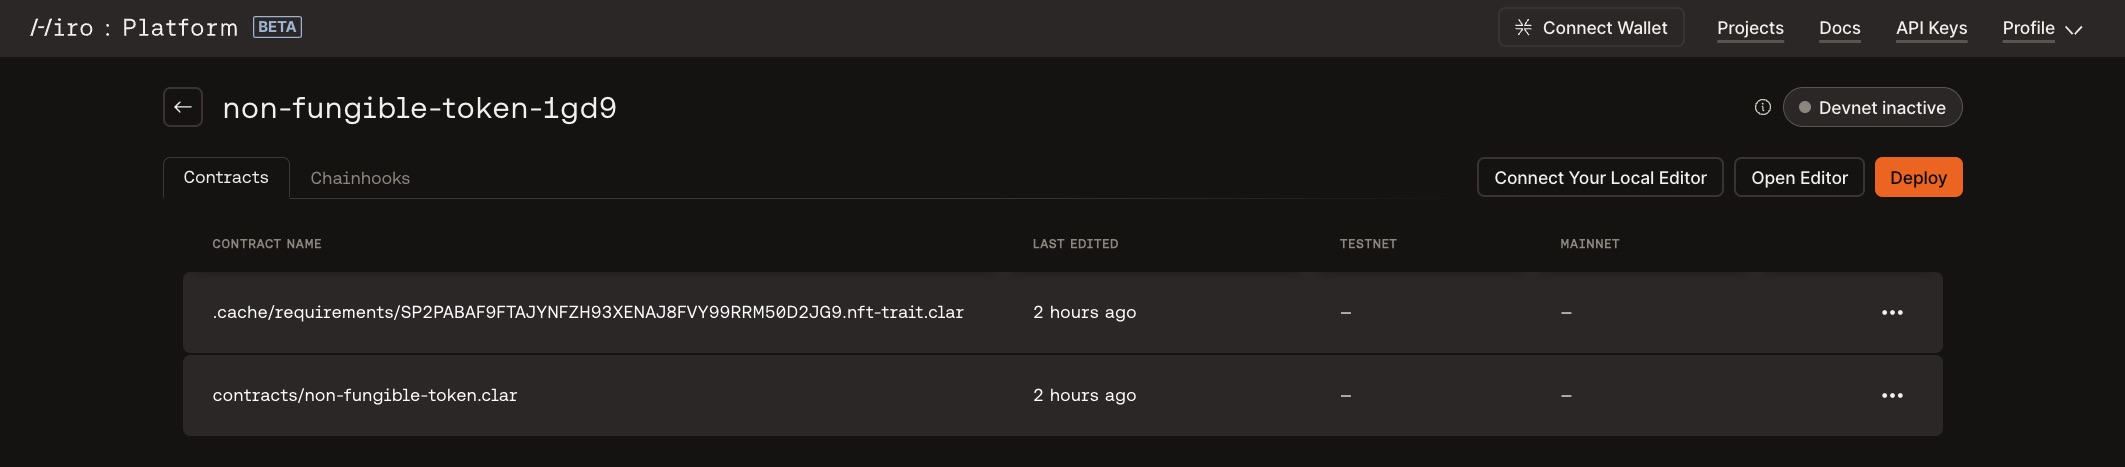 Hiro : Platform BETA Connect Wallet Projects Docs API Keys Profile
non-fungible-token-1gd9 Devnet inactive
Contracts Chainhooks Connect Your Local Editor Open Editor Deploy
CONTRACT NAME LAST EDITED TESTNET MAINNET
.cache/requirements/SP2PABAF9FTAJYNFZH93XENAJ8FVY99RRM50D2JG9.nft-trait.clar 2 hours ago – –
contracts/non-fungible-token.clar 2 hours ago – –